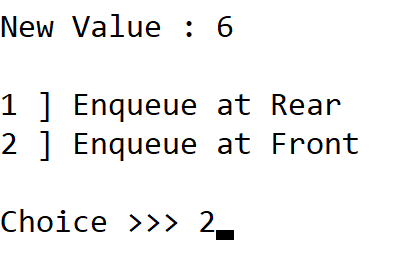 New Value : 6
1 ] Enqueue at Rear
2 ] Enqueue at Front
Choice >>> 2